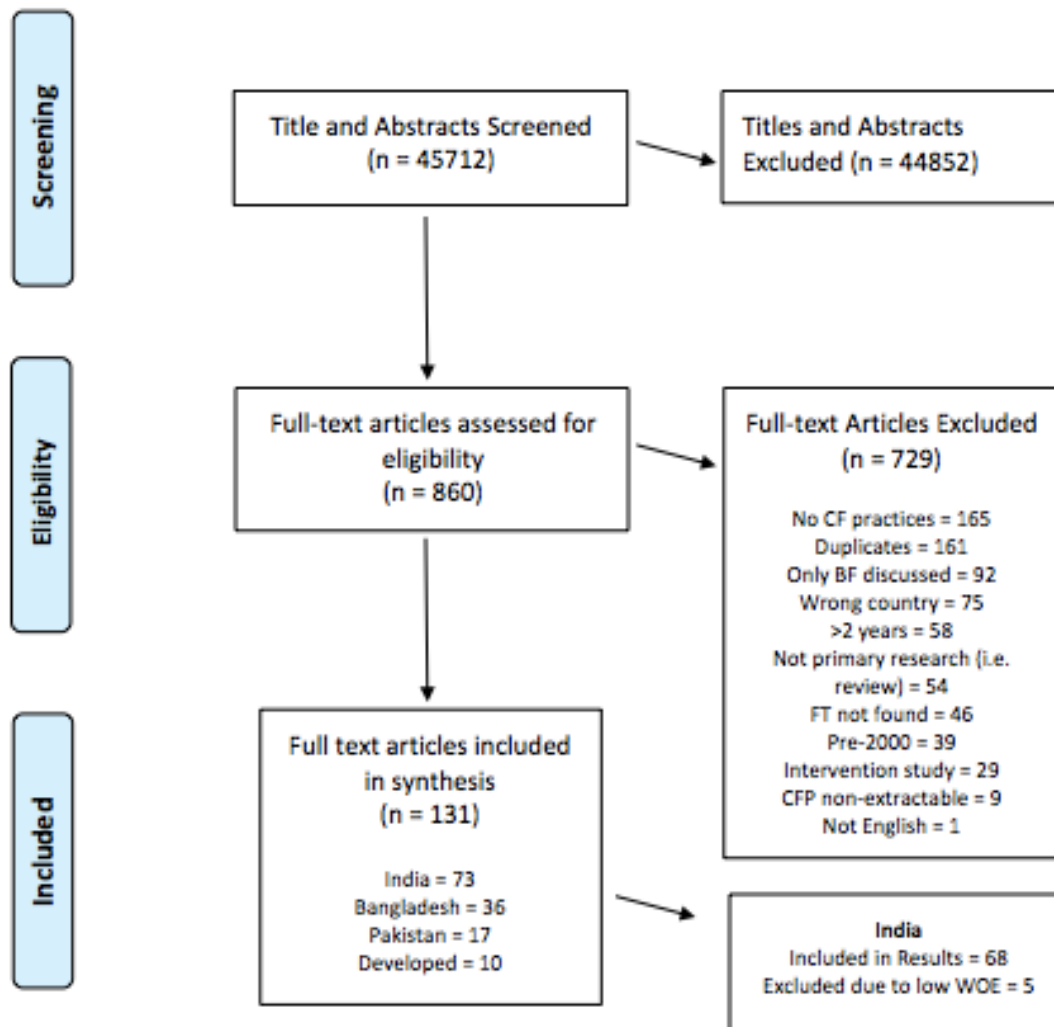 Screening
Title and Abstracts Screened
(n = 45712)
Titles and Abstracts
Excluded (n = 44852)
Eligibility
Full-text articles assessed for
eligibility
(n = 860)
Full-text Articles Excluded
(n = 729)
No CF practices = 165
Duplicates = 161
Only BF discussed = 92
Wrong country = 75
>2 years = 58
Not primary research (i.e.
review) = 54
FT not found = 46
Pre-2000 = 39
Intervention study = 29
CFP non-extractable = 9
Not English = 1
Included
Full text articles included
in synthesis
(n = 131)
India = 73
Bangladesh = 36
Pakistan = 17
Developed = 10
India
Included in Results = 68
Excluded due to low WOE = 5